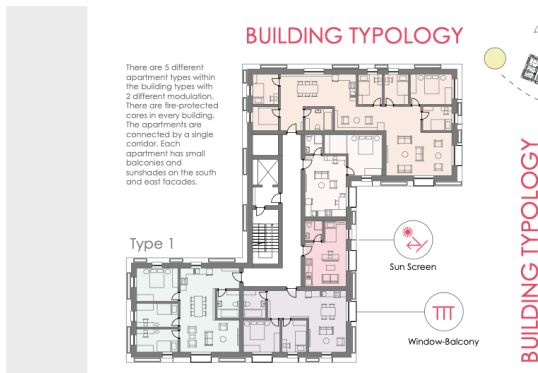 BUILDING TYPOLOGY
There are 5 different
apartment types within
the building types with
2 different modulation.
There are fire-protected
cores in every building.
The apartments are
connected by a single
corridor. Each
apartment has small
balconies and
sunshades on the south
and east facades.
Type 1
Sun Screen
Window-Balcony
BUILDING TYPOLOGY